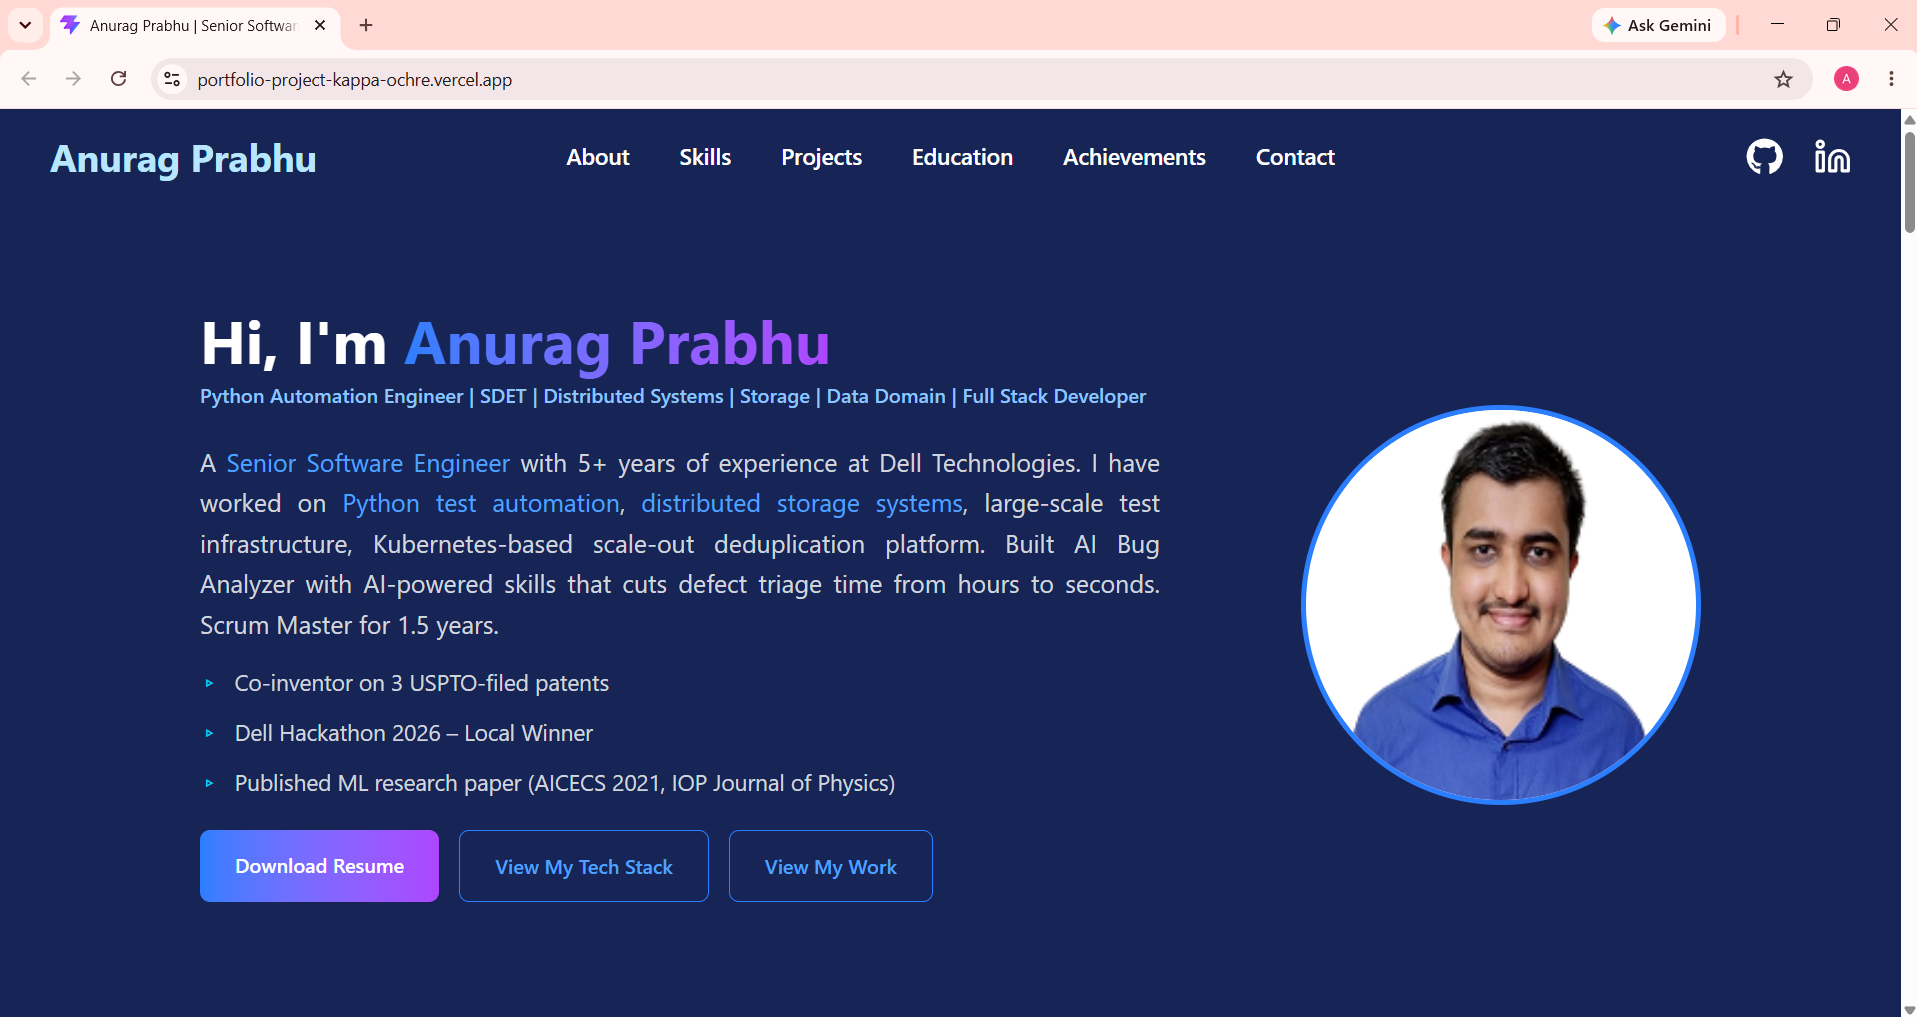 Anurag Prabhu | Senior Softwar
Ask Gemini
portfolio-project-kappa-ochre.vercel.app
A
Anurag Prabhu
About
Skills
Projects
Education
Achievements
Contact
Hi, I'm Anurag Prabhu
Python Automation Engineer | SDET | Distributed Systems | Storage | Data Domain | Full Stack Developer
A Senior Software Engineer with 5+ years of experience at Dell Technologies. I have
worked on Python test automation, distributed storage systems, large-scale test
infrastructure, Kubernetes-based scale-out deduplication platform. Built AI Bug
Analyzer with AI-powered skills that cuts defect triage time from hours to seconds.
Scrum Master for 1.5 years.
Co-inventor on 3 USPTO-filed patents
Dell Hackathon 2026 – Local Winner
Published ML research paper (AICECS 2021, IOP Journal of Physics)
Download Resume
View My Tech Stack
View My Work